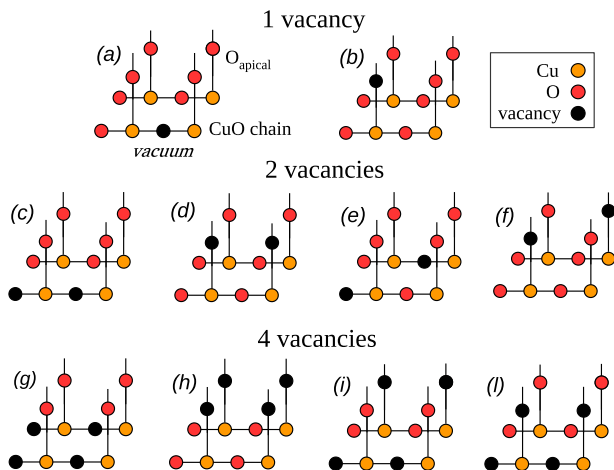 1 vacancy
(a)
O_apical
CuO chain
vacuum
(b)
Cu
O
vacancy
2 vacancies
(c)
(d)
(e)
(f)
4 vacancies
(g)
(h)
(i)
(l)